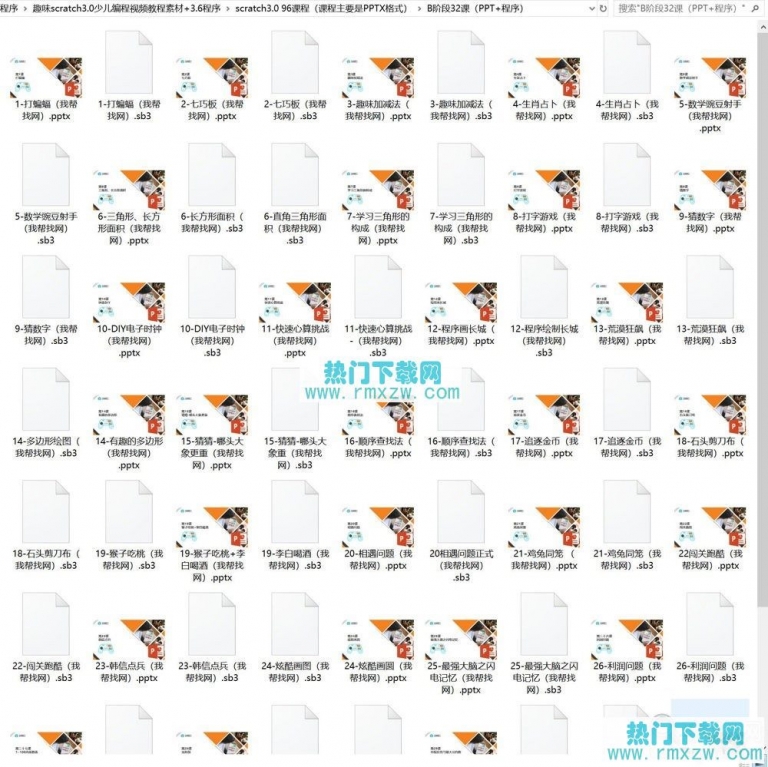 程序 › 趣味scratch3.0少儿编程视频教程素材+3.6程序 › scratch3.0 96课程（课程主要是PPTX格式） › B阶段32课（PPT+程序）
搜索"B阶段32课（PPT+程序）"
1-打蝙蝠（我帮
找网）.pptx
1-打蝙蝠（我帮
找网）.sb3
2-七巧板（我帮
找网）.pptx
2-七巧板（我帮
找网）.sb3
3-趣味加减法（
我帮找网）.pptx
3-趣味加减法（
我帮找网）.sb3
4-生肖占卜（我
帮找网）.pptx
4-生肖占卜（我
帮找网）.sb3
5-数学豌豆射手
（我帮找网）
.pptx
5-数学豌豆射手
（我帮找网）
.sb3
6-三角形、长方
形面积（我帮找
网）.pptx
6-长方形面积（
我帮找网）.sb3
6-直角三角形面
积（我帮找网）
.sb3
7-学习三角形的
构成（我帮找
网）.pptx
7-学习三角形的
构成（我帮找
网）.sb3
8-打字游戏（我
帮找网）.pptx
8-打字游戏（我
帮找网）.sb3
9-猜数字（我帮
找网）.pptx
9-猜数字（我帮
找网）.sb3
10-DIY电子时钟
（我帮找网）
.pptx
10-DIY电子时钟
（我帮找网）
.sb3
11-快速心算挑战
（我帮找网）
.pptx
11-快速心算挑战
-（我帮找网）
.sb3
12-程序画长城（
我帮找网）.pptx
12-程序绘制长城
（我帮找网）
.sb3
13-荒漠狂飙（我
帮找网）.pptx
13-荒漠狂飙（我
帮找网）.sb3
热门下载网
www.rmxzw.com
14-多边形绘图（
我帮找网）.sb3
14-有趣的多边形
（我帮找网）
.pptx
15-猜猜-哪头大
象更重（我帮找
网）.pptx
15-猜猜-哪头大
象重（我帮找
网）.sb3
16-顺序查找法（
我帮找网）.pptx
16-顺序查找法（
我帮找网）.sb3
17-追逐金币（我
帮找网）.pptx
17-追逐金币（我
帮找网）.sb3
18-石头剪刀布（
我帮找网）.pptx
18-石头剪刀布（
我帮找网）.sb3
19-猴子吃桃（我
帮找网）.sb3
19-猴子吃桃+李
白喝酒（我帮找
网）.pptx
19-李白喝酒（我
帮找网）.sb3
20-相遇问题（我
帮找网）.pptx
20相遇问题正式
（我帮找网）
.sb3
21-鸡兔同笼（
我帮找网）.pptx
21-鸡兔同笼（我
帮找网）.sb3
22闯关跑酷（我
帮找网）.pptx
22-闯关跑酷（我
帮找网）.sb3
23-韩信点兵（我
帮找网）.pptx
23-韩信点兵（我
帮找网）.sb3
24-炫酷画图（我
帮找网）.sb3
24-炫酷画圆（我
帮找网）.pptx
25-最强大脑之闪
电记忆（我帮找
网）.pptx
25-最强大脑之闪
电记忆（我帮找
网）.sb3
26-利润问题（我
帮找网）.pptx
26-利润问题（我
帮找网）.sb3
热门下载网
www.rmxzw.com